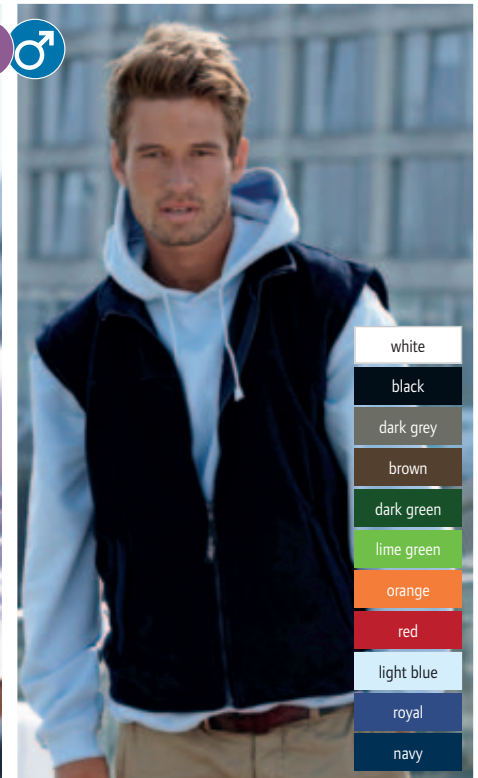 white
black
dark grey
brown
dark green
lime green
orange
red
light blue
royal
navy